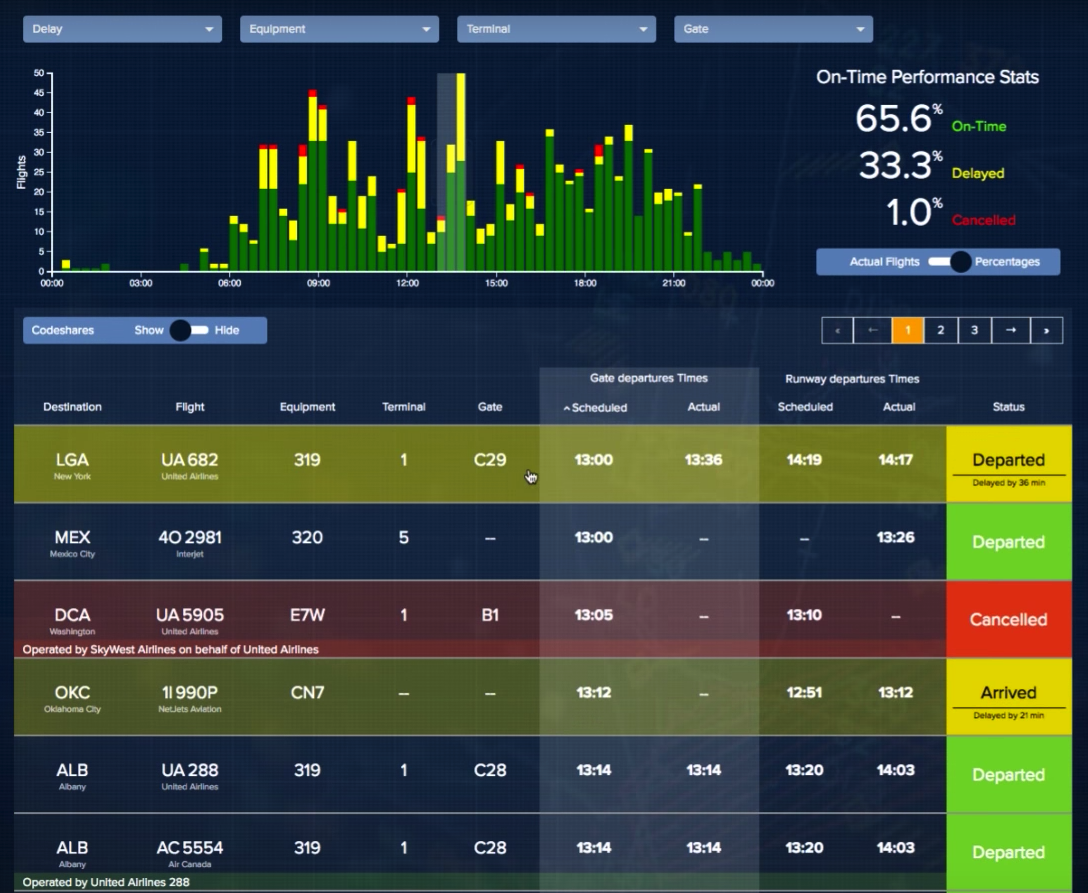 Delay Equipment Terminal Gate
On-Time Performance Stats
65.6% On-Time
33.3% Delayed
1.0% Cancelled
Actual Flights Percentages
Flights
50
45
40
35
30
25
20
15
10
5
0
00:00 03:00 06:00 09:00 12:00 15:00 18:00 21:00 00:00
Codeshares Show Hide
« ← 1 2 3 → »
Gate departures Times Runway departures Times
Destination Flight Equipment Terminal Gate ^ Scheduled Actual Scheduled Actual Status
LGA UA 682 319 1 C29 13:00 13:36 14:19 14:17 Departed
New York United Airlines Delayed by 36 min
MEX 4O 2981 320 5 -- 13:00 -- -- 13:26 Departed
Mexico City Interjet
DCA UA 5905 E7W 1 B1 13:05 -- 13:10 -- Cancelled
Washington United Airlines
Operated by SkyWest Airlines on behalf of United Airlines
OKC 1I 990P CN7 -- -- 13:12 -- 12:51 13:12 Arrived
Oklahoma City NetJets Aviation Delayed by 21 min
ALB UA 288 319 1 C28 13:14 13:14 13:20 14:03 Departed
Albany United Airlines
ALB AC 5554 319 1 C28 13:14 13:14 13:20 14:03 Departed
Albany Air Canada
Operated by United Airlines 288